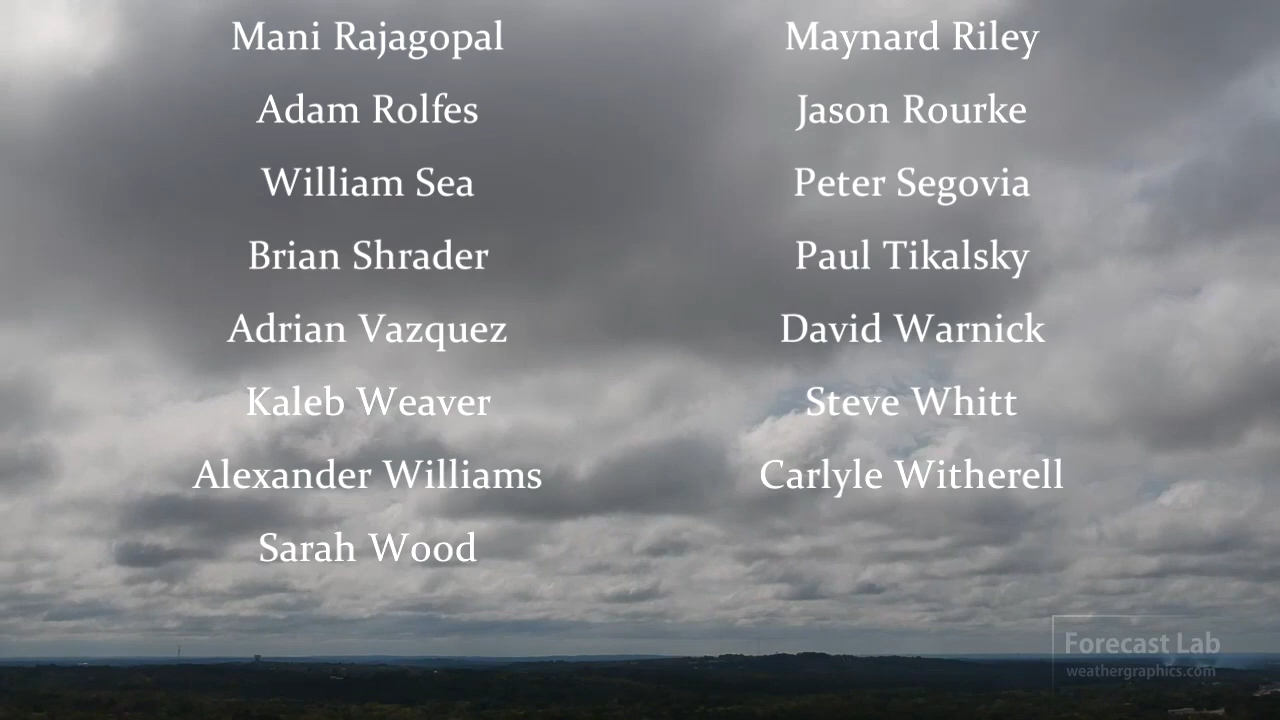 Mani Rajagopal
Maynard Riley
Adam Rolfes
Jason Rourke
William Sea
Peter Segovia
Brian Shrader
Paul Tikalsky
Adrian Vazquez
David Warnick
Kaleb Weaver
Steve Whitt
Alexander Williams
Carlyle Witherell
Sarah Wood
Forecast Lab
weathergraphics.com